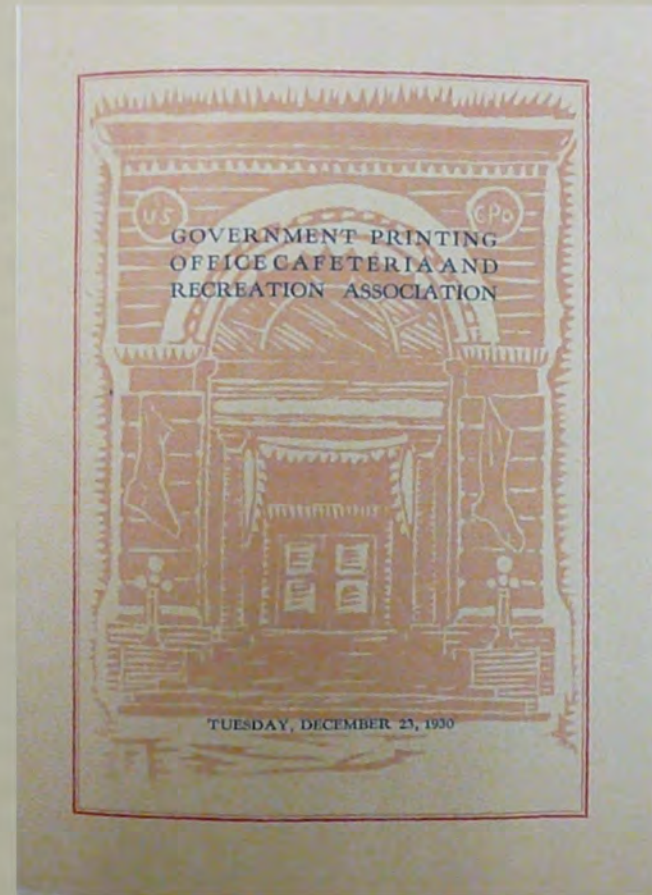 US
GPO
GOVERNMENT PRINTING
OFFICE CAFETERIA AND
RECREATION ASSOCIATION
TUESDAY, DECEMBER 23, 1930